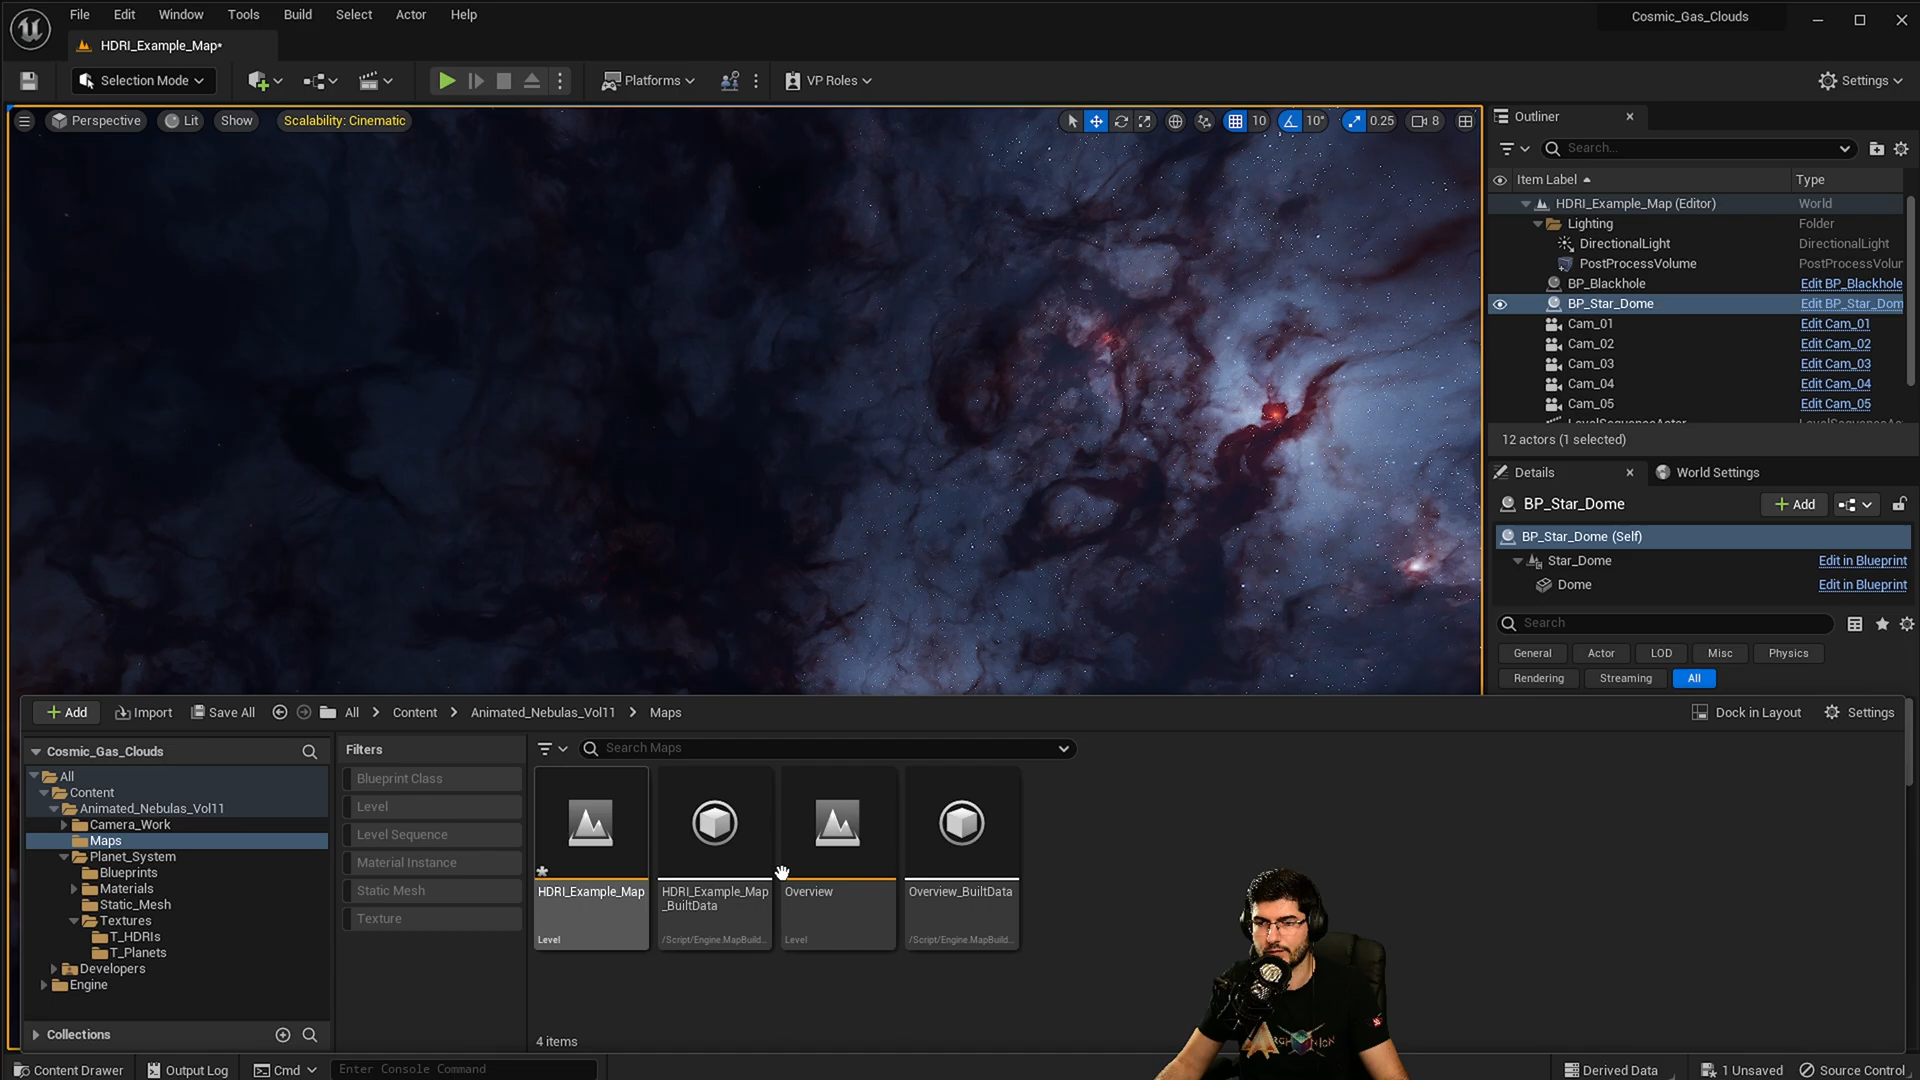 File Edit Window Tools Build Select Actor Help
Cosmic_Gas_Clouds
HDRI_Example_Map*
Selection Mode
Platforms
VP Roles
Settings
Perspective Lit Show Scalability: Cinematic
10 10° 0.25 8
Outliner
Search...
Item Label Type
HDRI_Example_Map (Editor) World
Lighting Folder
DirectionalLight DirectionalLight
PostProcessVolume PostProcessVolur
BP_Blackhole Edit BP_Blackhole
BP_Star_Dome Edit BP_Star_Dom
Cam_01 Edit Cam_01
Cam_02 Edit Cam_02
Cam_03 Edit Cam_03
Cam_04 Edit Cam_04
Cam_05 Edit Cam_05
12 actors (1 selected)
Details World Settings
BP_Star_Dome Add
BP_Star_Dome (Self)
Star_Dome Edit in Blueprint
Dome Edit in Blueprint
Search
General Actor LOD Misc Physics
Rendering Streaming All
Add Import Save All All Content Animated_Nebulas_Vol11 Maps
Dock in Layout Settings
Cosmic_Gas_Clouds
All
Content
Animated_Nebulas_Vol11
Camera_Work
Maps
Planet_System
Blueprints
Materials
Static_Mesh
Textures
T_HDRIs
T_Planets
Developers
Engine
Collections
Filters
Blueprint Class
Level
Level Sequence
Material Instance
Static Mesh
Texture
Search Maps
HDRI_Example_Map
Level
HDRI_Example_Map
_BuiltData
/Script/Engine.MapBuild...
Overview
Level
Overview_BuiltData
/Script/Engine.MapBuild...
4 items
Content Drawer Output Log Cmd Enter Console Command
Derived Data 1 Unsaved Source Control